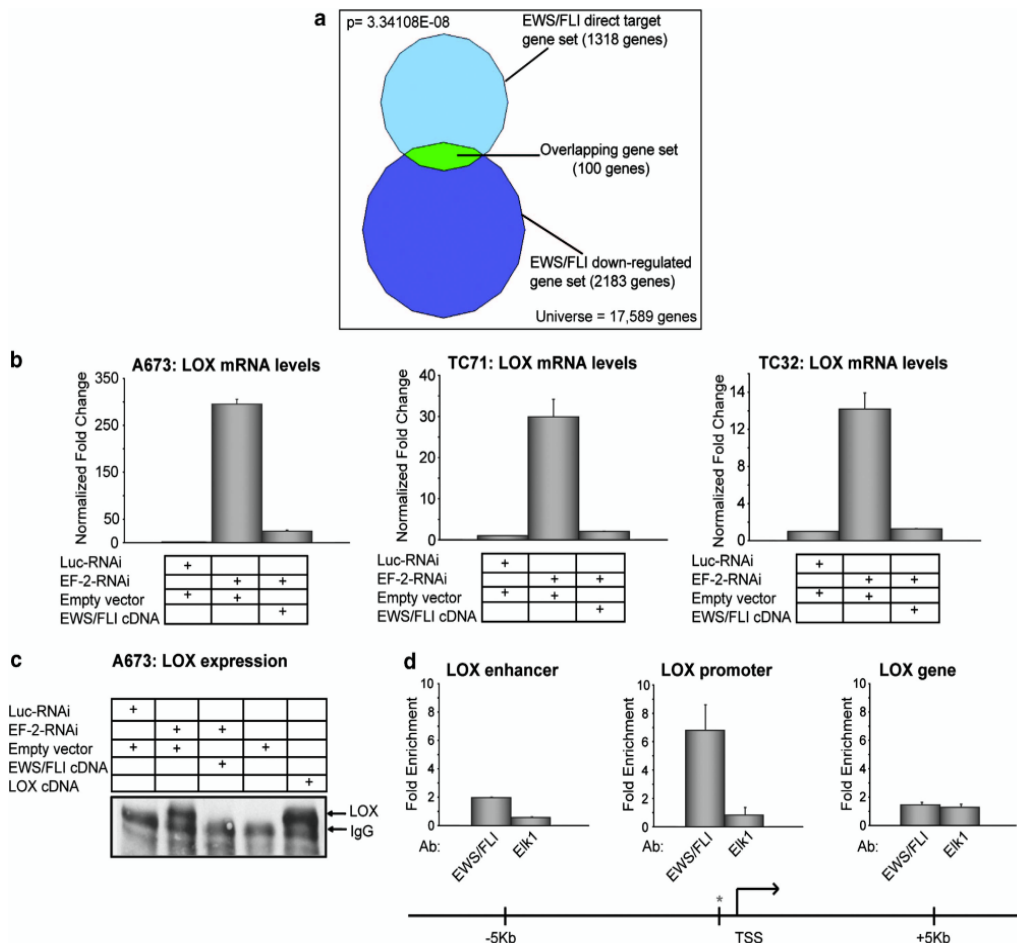 a
p= 3.34108E-08
EWS/FLI direct target
gene set (1318 genes)
Overlapping gene set
(100 genes)
EWS/FLI down-regulated
gene set (2183 genes)
Universe = 17,589 genes
b
A673: LOX mRNA levels
Normalized Fold Change
350
250
150
50
0
Luc-RNAi + 
EF-2-RNAi + +
Empty vector + +
EWS/FLI cDNA +
TC71: LOX mRNA levels
Normalized Fold Change
40
30
20
10
0
Luc-RNAi +
EF-2-RNAi + +
Empty vector + +
EWS/FLI cDNA +
TC32: LOX mRNA levels
Normalized Fold Change
14
12
8
4
0
Luc-RNAi +
EF-2-RNAi + +
Empty vector + +
EWS/FLI cDNA +
c
A673: LOX expression
Luc-RNAi +
EF-2-RNAi + +
Empty vector + + +
EWS/FLI cDNA +
LOX cDNA +
LOX
IgG
d
LOX enhancer
Fold Enrichment
10
8
6
4
2
0
Ab: EWS/FLI Elk1
LOX promoter
Fold Enrichment
10
8
6
4
2
0
Ab: EWS/FLI Elk1
LOX gene
Fold Enrichment
10
8
6
4
2
0
Ab: EWS/FLI Elk1
*
-5Kb
TSS
+5Kb